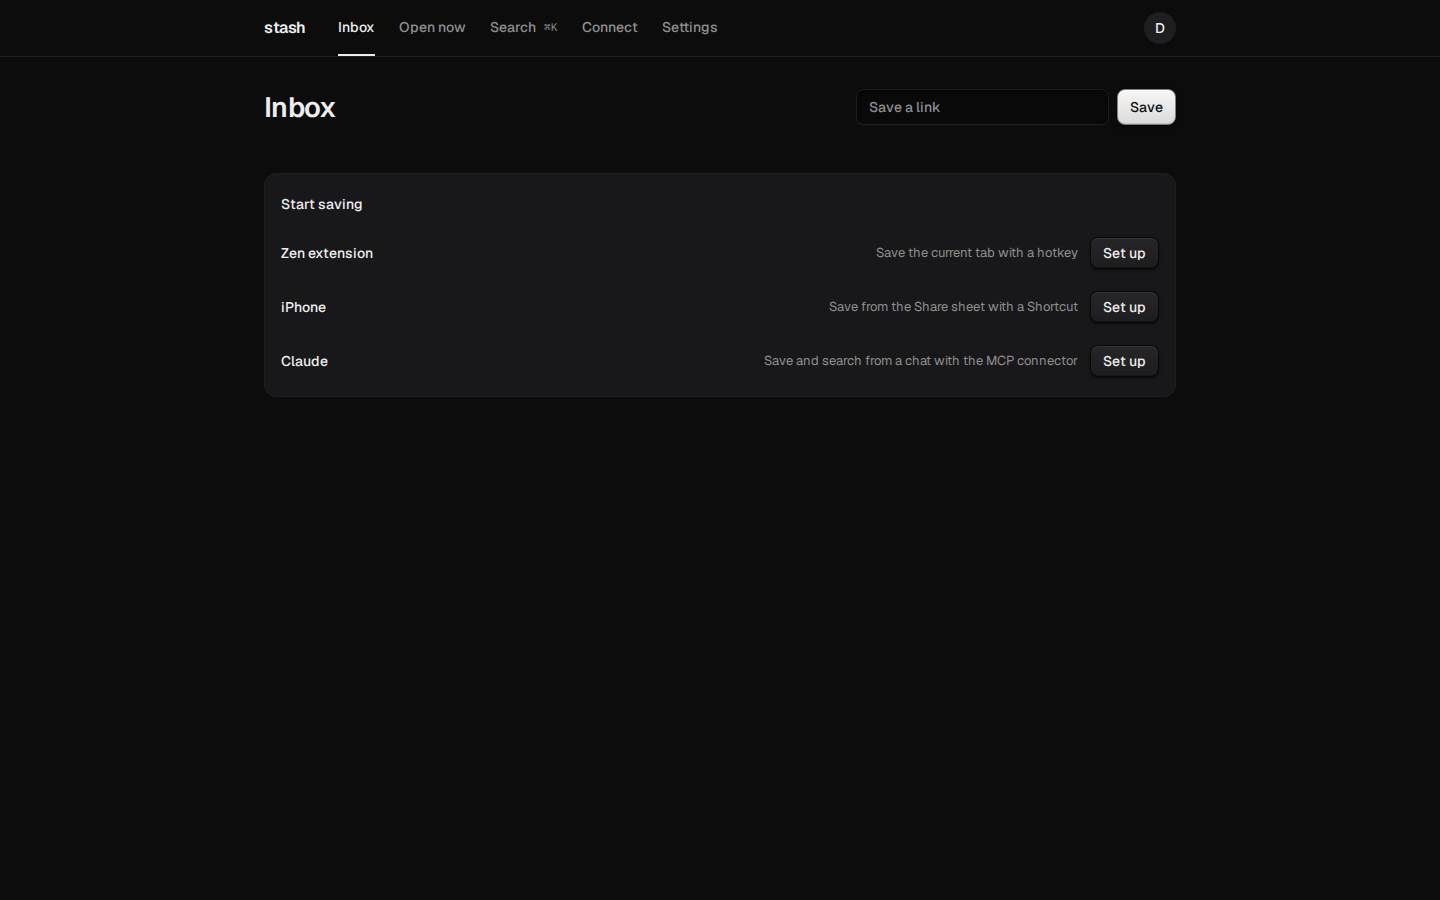 stash Inbox Open now Search ⌘K Connect Settings D
Inbox Save a link Save
Start saving
Zen extension Save the current tab with a hotkey Set up
iPhone Save from the Share sheet with a Shortcut Set up
Claude Save and search from a chat with the MCP connector Set up